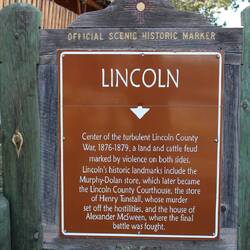 OFFICIAL SCENIC HISTORIC MARKER
LINCOLN
Center of the turbulent Lincoln County
War, 1876-1879, a land and cattle feud
marked by violence on both sides.
Lincoln's historic landmarks include the
Murphy-Dolan store, which later became
the Lincoln County Courthouse, the store
of Henry Tunstall, whose murder
set off the hostilities, and the house of
Alexander McSween, where the final
battle was fought.